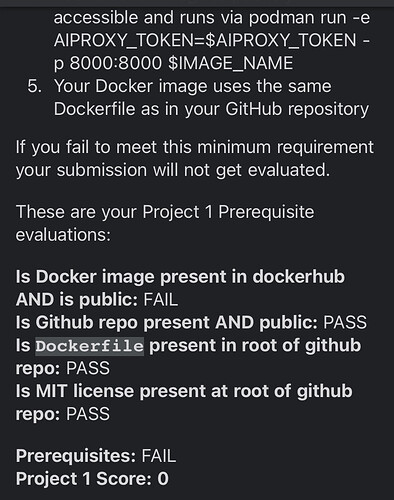 accessible and runs via podman run -e
AIPROXY_TOKEN=$AIPROXY_TOKEN -
p 8000:8000 $IMAGE_NAME
5. Your Docker image uses the same
Dockerfile as in your GitHub repository
If you fail to meet this minimum requirement
your submission will not get evaluated.
These are your Project 1 Prerequisite
evaluations:
Is Docker image present in dockerhub
AND is public: FAIL
Is Github repo present AND public: PASS
Is Dockerfile present in root of github
repo: PASS
Is MIT license present at root of github
repo: PASS
Prerequisites: FAIL
Project 1 Score: 0